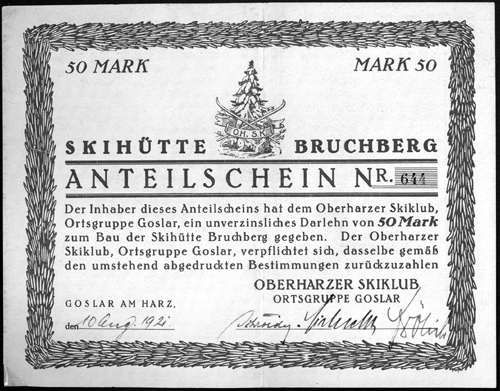 50 MARK MARK 50
OH. S. K.
SKIHÜTTE BRUCHBERG
ANTEILSCHEIN NR. 644
Der Inhaber dieses Anteilscheins hat dem Oberharzer Skiklub,
Ortsgruppe Goslar, ein unverzinsliches Darlehn von 50 Mark
zum Bau der Skihütte Bruchberg gegeben. Der Oberharzer
Skiklub, Ortsgruppe Goslar, verpflichtet sich, dasselbe gemäß
den umstehend abgedruckten Bestimmungen zurückzuzahlen
OBERHARZER SKIKLUB
ORTSGRUPPE GOSLAR
GOSLAR AM HARZ,
den 10 Aug. 1921